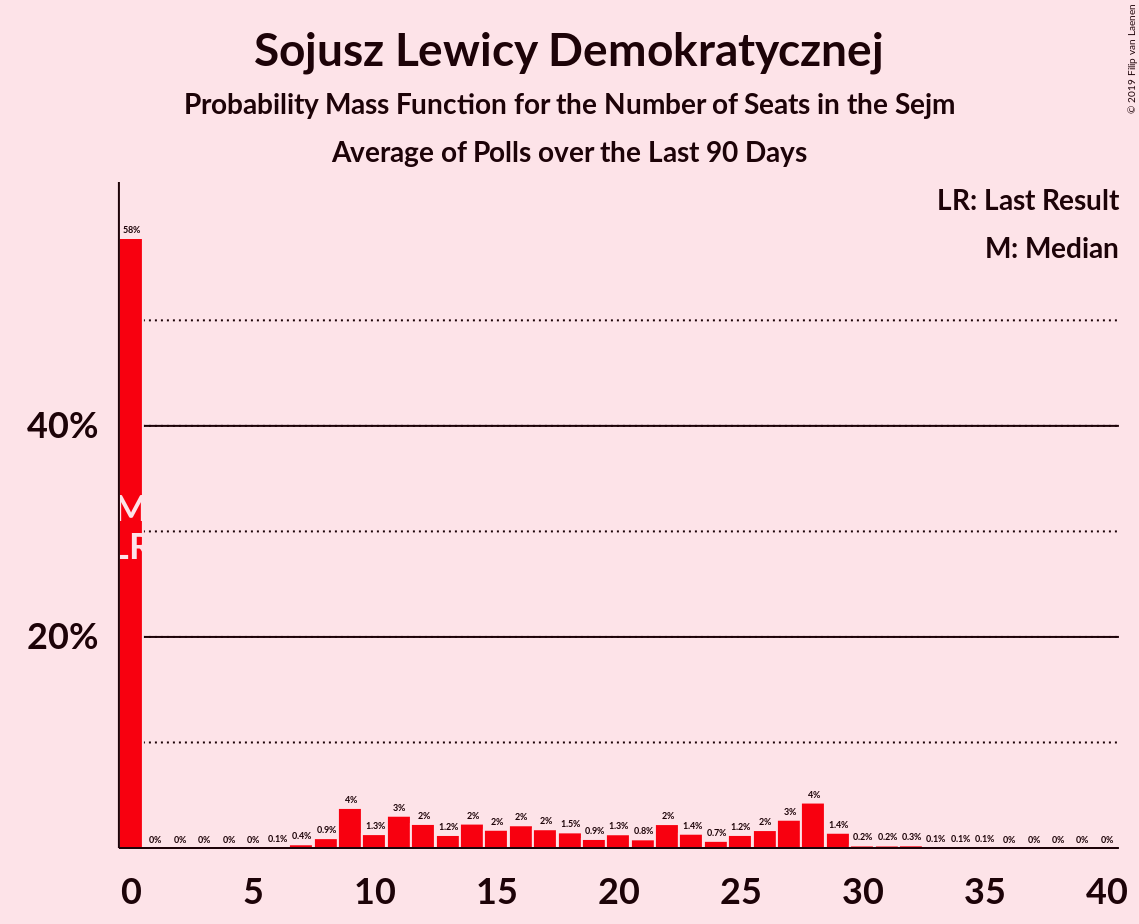 Sojusz Lewicy Demokratycznej
Probability Mass Function for the Number of Seats in the Sejm
Average of Polls over the Last 90 Days
© 2019 Filip van Laenen
LR: Last Result
M: Median
58%
40%
M
LR
20%
0% 0% 0% 0% 0% 0.1% 0.4% 0.9% 4% 1.3% 3% 2% 1.2% 2% 2% 2% 2% 1.5% 0.9% 1.3% 0.8% 2% 1.4% 0.7% 1.2% 2% 3% 4% 1.4% 0.2% 0.2% 0.3% 0.1% 0.1% 0.1% 0% 0% 0% 0% 0%
0 5 10 15 20 25 30 35 40